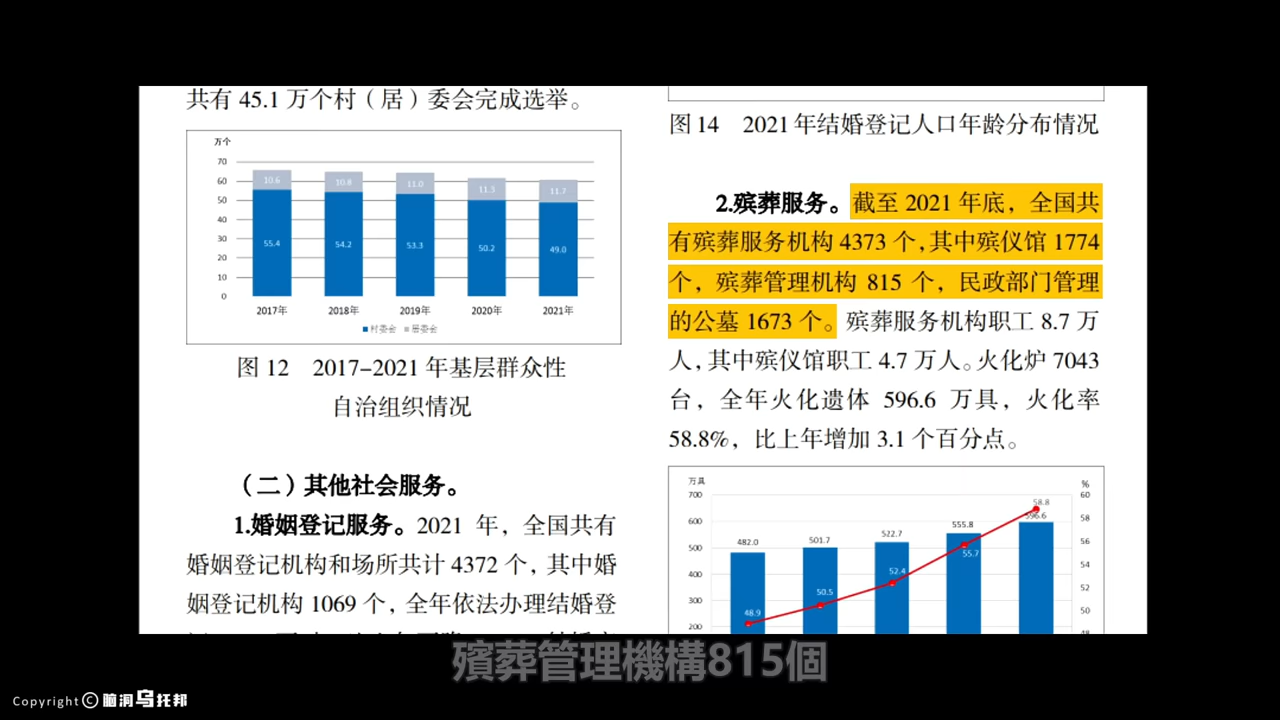 共有 45.1 万个村（居）委会完成选举。
万个
70
60
50
40
30
20
10
0
10.6
10.8
11.0
11.3
11.7
55.4
54.2
53.3
50.2
49.0
2017年
2018年
2019年
2020年
2021年
村委会 居委会
图 12 2017-2021 年基层群众性
自治组织情况
（二）其他社会服务。
1.婚姻登记服务。2021 年，全国共有
婚姻登记机构和场所共计 4372 个，其中婚
姻登记机构 1069 个，全年依法办理结婚登
图 14 2021 年结婚登记人口年龄分布情况
2.殡葬服务。截至 2021 年底，全国共
有殡葬服务机构 4373 个，其中殡仪馆 1774
个，殡葬管理机构 815 个，民政部门管理
的公墓 1673 个。殡葬服务机构职工 8.7 万
人，其中殡仪馆职工 4.7 万人。火化炉 7043
台，全年火化遗体 596.6 万具，火化率
58.8%，比上年增加 3.1 个百分点。
万具
%
700
600
500
400
300
200
60
58
56
54
52
50
48
482.0
501.7
522.7
555.8
596.6
48.9
50.5
52.4
55.7
58.8
殯葬管理機構815個
Copyright © 脑洞乌托邦